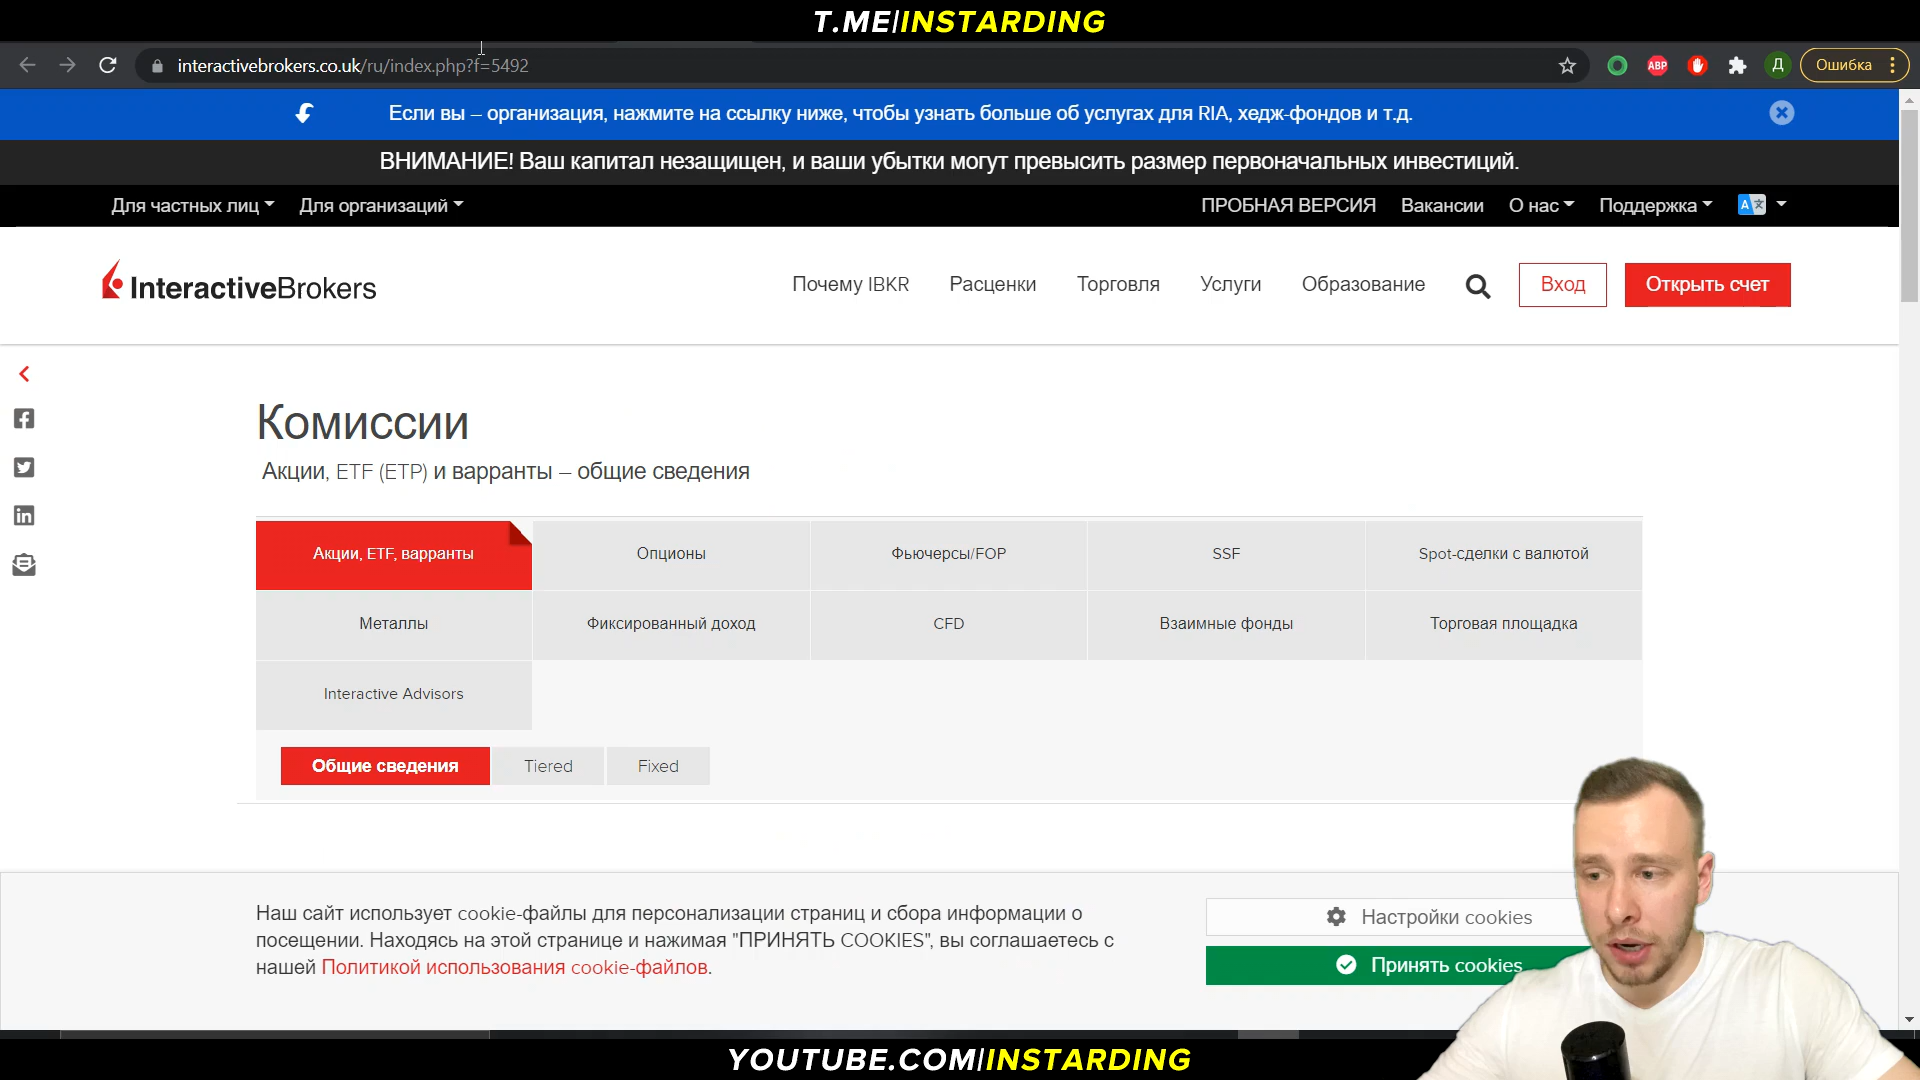 T.ME|INSTARDING
interactivebrokers.co.uk/ru/index.php?f=5492
ABP
Д
Ошибка
Если вы – организация, нажмите на ссылку ниже, чтобы узнать больше об услугах для RIA, хедж-фондов и т.д.
ВНИМАНИЕ! Ваш капитал незащищен, и ваши убытки могут превысить размер первоначальных инвестиций.
Для частных лиц
Для организаций
ПРОБНАЯ ВЕРСИЯ
Вакансии
О нас
Поддержка
InteractiveBrokers
Почему IBKR
Расценки
Торговля
Услуги
Образование
Вход
Открыть счет
Комиссии
Акции, ETF (ETP) и варранты – общие сведения
Акции, ETF, варранты
Опционы
Фьючерсы/FOP
SSF
Spot-сделки с валютой
Металлы
Фиксированный доход
CFD
Взаимные фонды
Торговая площадка
Interactive Advisors
Общие сведения
Tiered
Fixed
Наш сайт использует cookie-файлы для персонализации страниц и сбора информации о
посещении. Находясь на этой странице и нажимая "ПРИНЯТЬ COOKIES", вы соглашаетесь с
нашей Политикой использования cookie-файлов.
Настройки cookies
Принять cookies
YOUTUBE.COM|INSTARDING